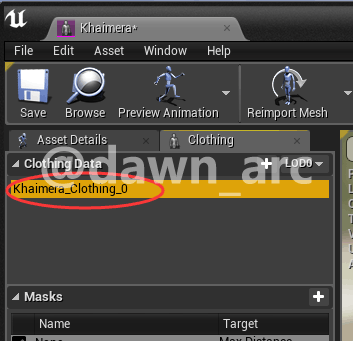 Khaimera*
File Edit Asset Window Help
Save Browse Preview Animation Reimport Mesh
Asset Details Clothing
Clothing Data LOD0
@dawn_arc
Khaimera_Clothing_0
Masks
Name Target
None Max Distance